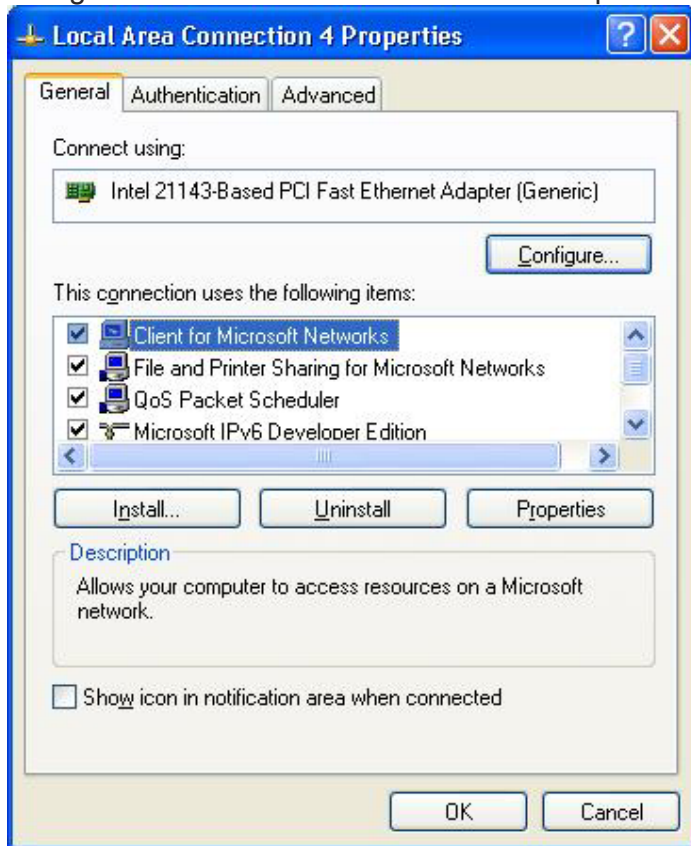 Local Area Connection 4 Properties
General Authentication Advanced
Connect using:
Intel 21143-Based PCI Fast Ethernet Adapter (Generic)
Configure...
This connection uses the following items:
Client for Microsoft Networks
File and Printer Sharing for Microsoft Networks
QoS Packet Scheduler
Microsoft IPv6 Developer Edition
Install... Uninstall Properties
Description
Allows your computer to access resources on a Microsoft
network.
Show icon in notification area when connected
OK Cancel